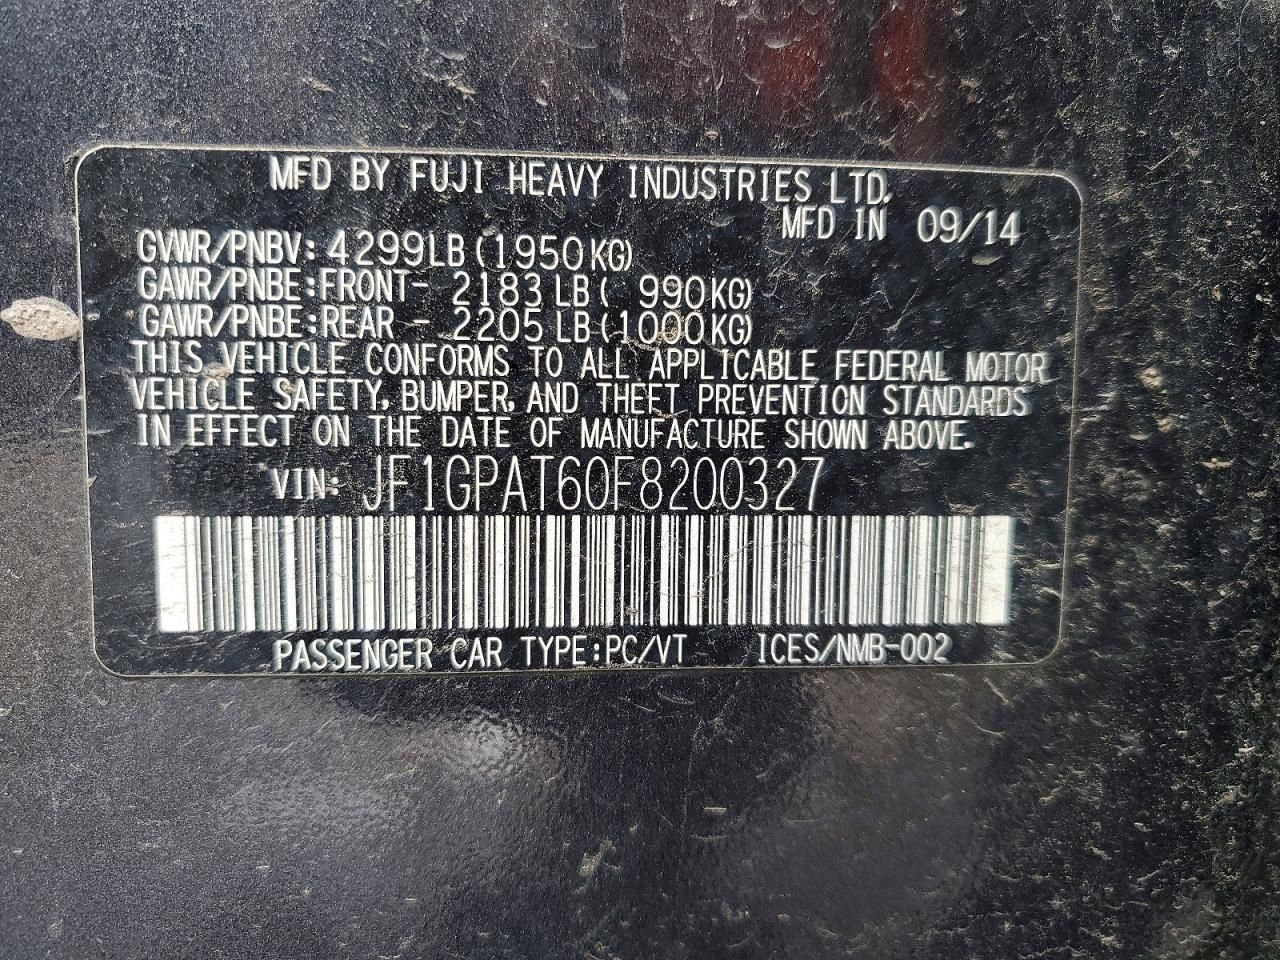 MFD BY FUJI HEAVY INDUSTRIES LTD.
MFD IN 09/14
GVWR/PNBV: 4299LB (1950KG)
GAWR/PNBE:FRONT- 2183 LB ( 990KG)
GAWR/PNBE:REAR - 2205 LB (1000KG)
THIS VEHICLE CONFORMS TO ALL APPLICABLE FEDERAL MOTOR
VEHICLE SAFETY, BUMPER, AND THEFT PREVENTION STANDARDS
IN EFFECT ON THE DATE OF MANUFACTURE SHOWN ABOVE.
VIN: JF1GPAT60F8200327
PASSENGER CAR TYPE:PC/VT ICES/NMB-002